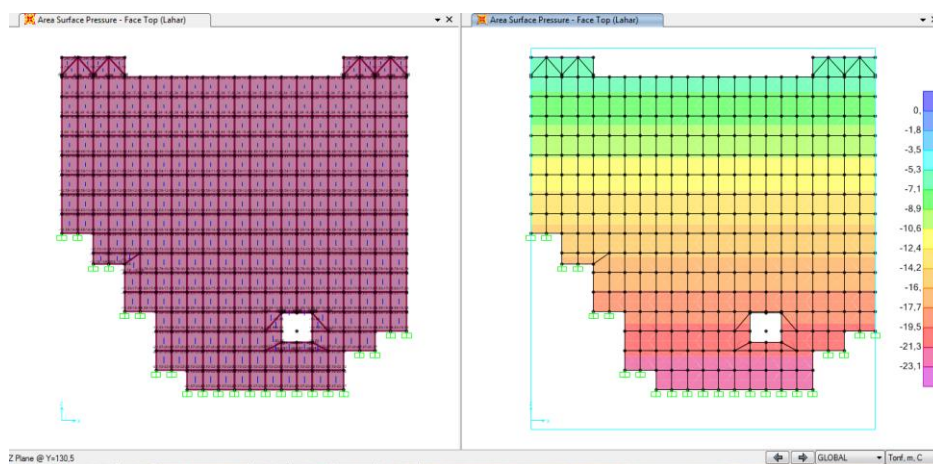 Area Surface Pressure - Face Top (Lahar)
Area Surface Pressure - Face Top (Lahar)
0,
-1,8
-3,5
-5,3
-7,1
-8,9
-10,6
-12,4
-14,2
-16,
-17,7
-19,5
-21,3
-23,1
Z Plane @ Y=130,5
GLOBAL
Tonf, m, C